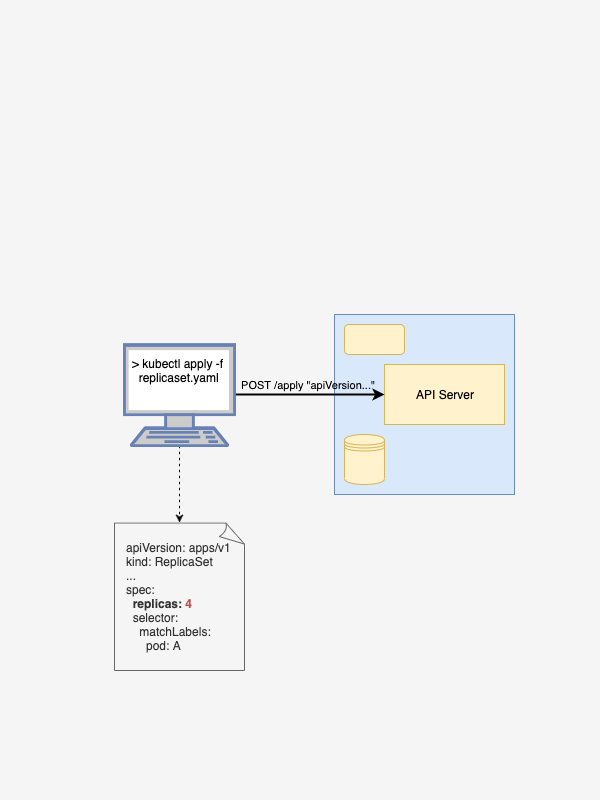 > kubectl apply -f
replicaset.yaml
POST /apply "apiVersion..."
API Server
apiVersion: apps/v1
kind: ReplicaSet
...
spec:
  replicas: 4
  selector:
    matchLabels:
      pod: A